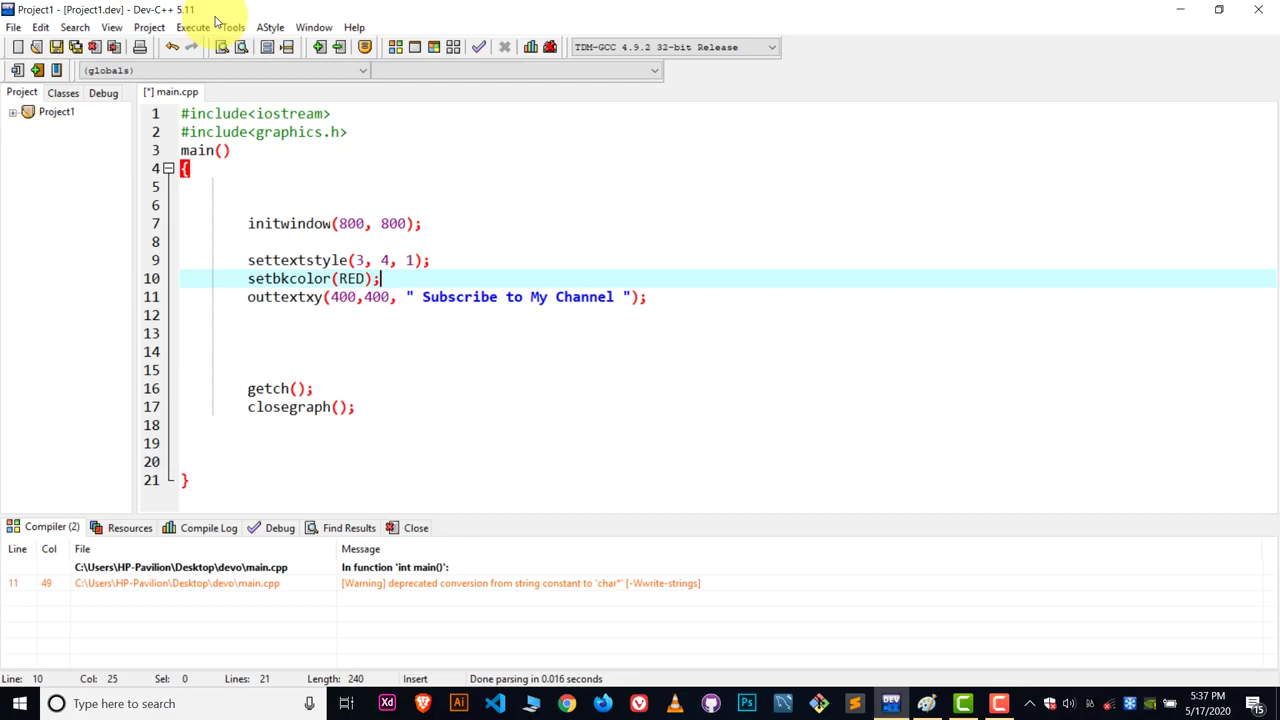 Project1 - [Project1.dev] - Dev-C++ 5.11
File Edit Search View Project Execute Tools AStyle Window Help
TDM-GCC 4.9.2 32-bit Release
(globals)
Project Classes Debug [*] main.cpp
Project1
1 #include<iostream>
2 #include<graphics.h>
3 main()
4 {
5
6
7 initwindow(800, 800);
8
9 settextstyle(3, 4, 1);
10 setbkcolor(RED);
11 outtextxy(400,400, " Subscribe to My Channel ");
12
13
14
15
16 getch();
17 closegraph();
18
19
20
21 }
Compiler (2) Resources Compile Log Debug Find Results Close
Line Col File Message
C:\Users\HP-Pavilion\Desktop\devo\main.cpp In function 'int main()':
11 49 C:\Users\HP-Pavilion\Desktop\devo\main.cpp [Warning] deprecated conversion from string constant to 'char*' [-Wwrite-strings]
Line: 10 Col: 25 Sel: 0 Lines: 21 Length: 240 Insert Done parsing in 0.016 seconds
Type here to search
Xd
Ai
Ps
DEV
5:37 PM
5/17/2020
15